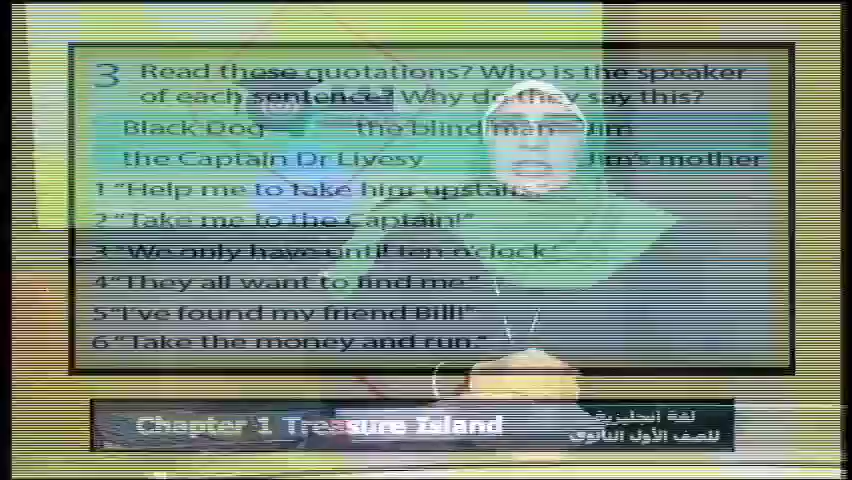 3 Read these quotations? Who is the speaker
of each sentence? Why do they say this?
Black Dog the blind man Jim
the Captain Dr Livesy Jim's mother
1 "Help me to take him upstairs.
2 "Take me to the Captain!"
3 "We only have until ten o'clock"
4 "They all want to find me"
5 "I've found my friend Bill!"
6 "Take the money and run."
Chapter 1 Treasure Island
لغة إنجليزية
للصف الأول الثانوى